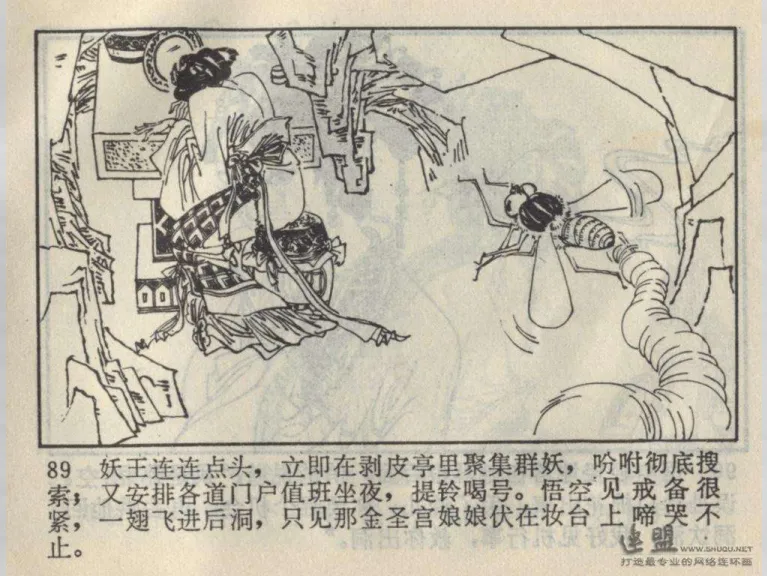 89 妖王连连点头，立即在剥皮亭里聚集群妖，吩咐彻底搜
索；又安排各道门户值班坐夜，提铃喝号。悟空见戒备很
紧，一翅飞进后洞，只见那金圣宫娘娘伏在妆台上啼哭不
止。
连盟 WWW.SHUQU.NET
打造最专业的网络连环画